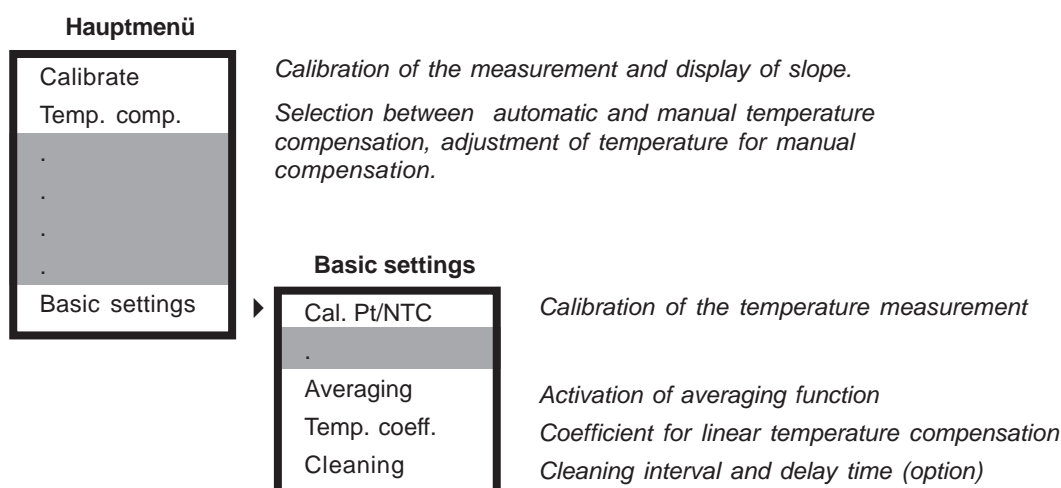 Hauptmenü
Calibrate
Calibration of the measurement and display of slope.
Temp. comp.
Selection between automatic and manual temperature
compensation, adjustment of temperature for manual
compensation.
.
.
.
.
Basic settings
Basic settings
Cal. Pt/NTC
Calibration of the temperature measurement
.
Averaging
Activation of averaging function
Temp. coeff.
Coefficient for linear temperature compensation
Cleaning
Cleaning interval and delay time (option)